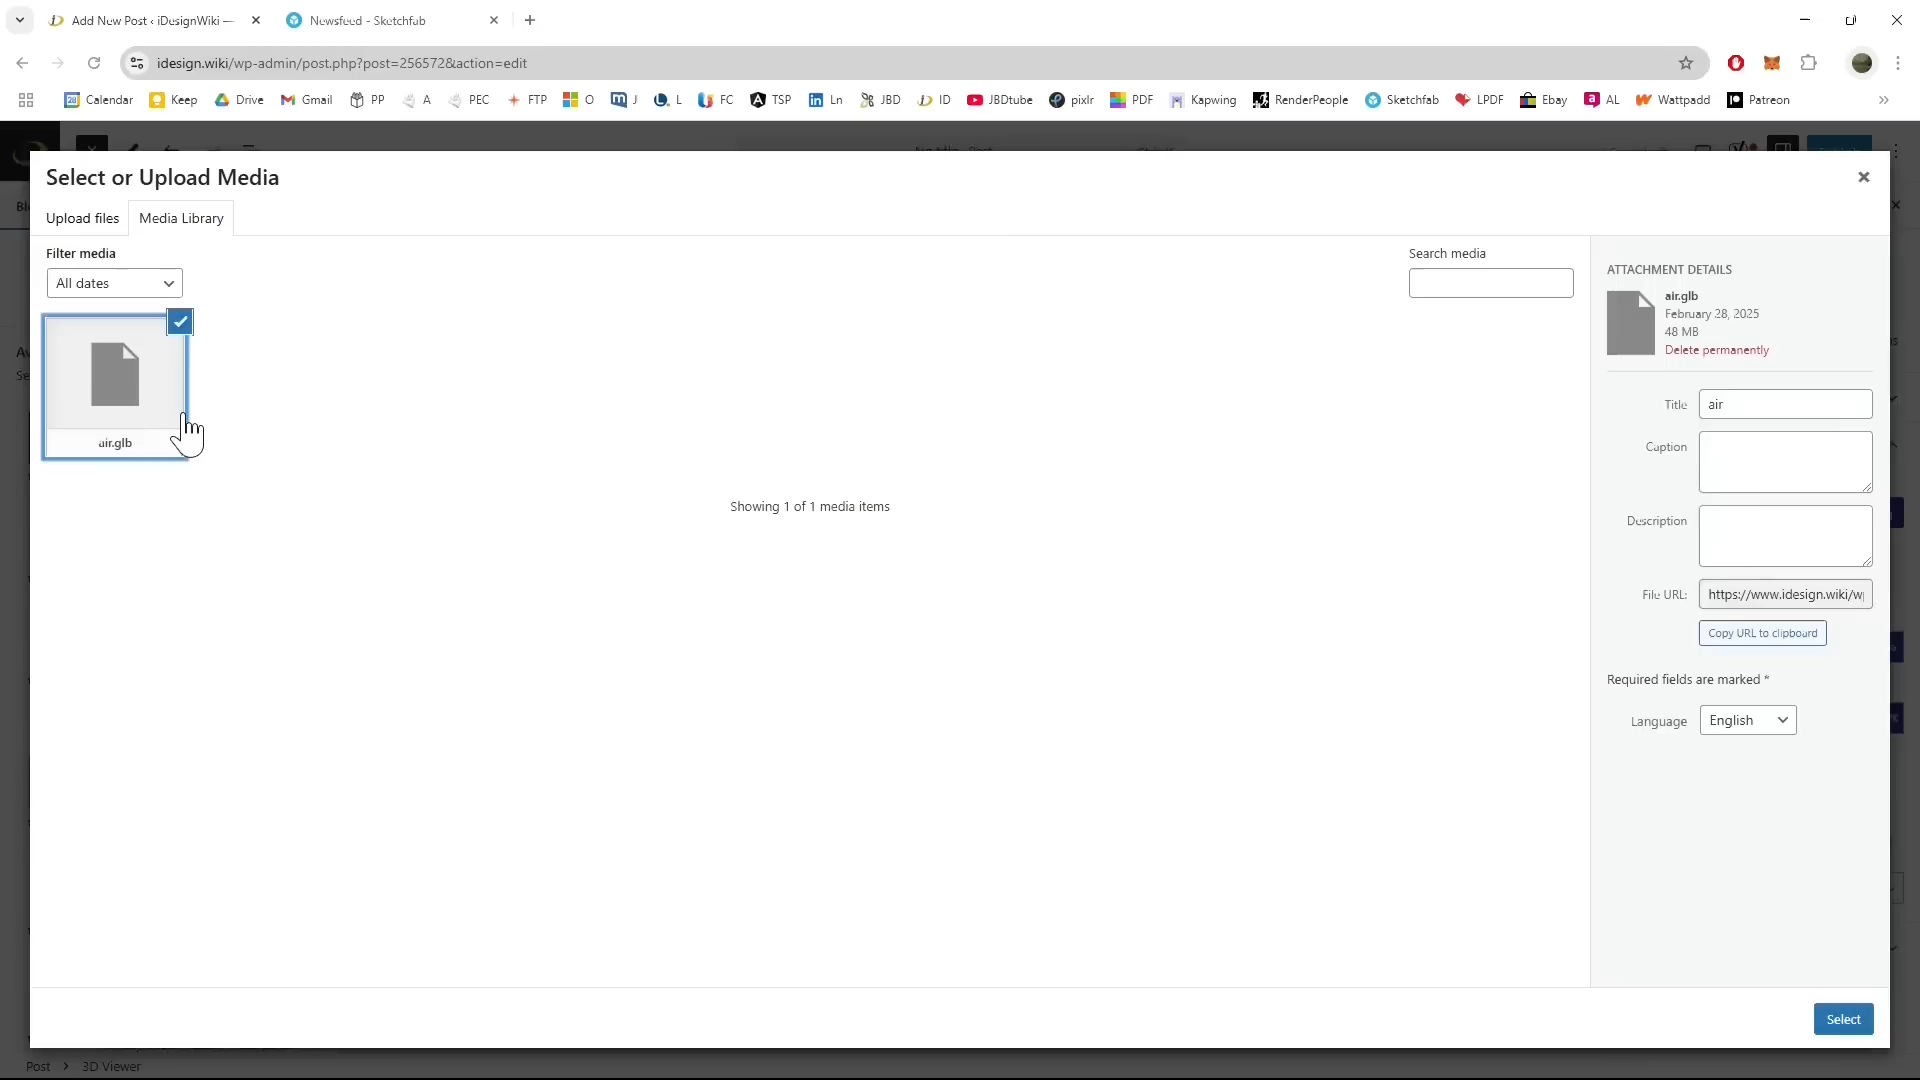 Add New Post ‹ iDesignWiki —
Newsfeed - Sketchfab
idesign.wiki/wp-admin/post.php?post=256572&action=edit
Calendar
Keep
Drive
Gmail
PP
A
PEC
FTP
O
J
L
FC
TSP
Ln
JBD
ID
JBDtube
pixlr
PDF
Kapwing
RenderPeople
Sketchfab
LPDF
Ebay
AL
Wattpadd
Patreon
Select or Upload Media
Upload files
Media Library
Filter media
All dates
Search media
air.glb
Showing 1 of 1 media items
ATTACHMENT DETAILS
air.glb
February 28, 2025
48 MB
Delete permanently
Title
air
Caption
Description
File URL:
https://www.idesign.wiki/w
Copy URL to clipboard
Required fields are marked *
Language
English
Select
Post
3D Viewer